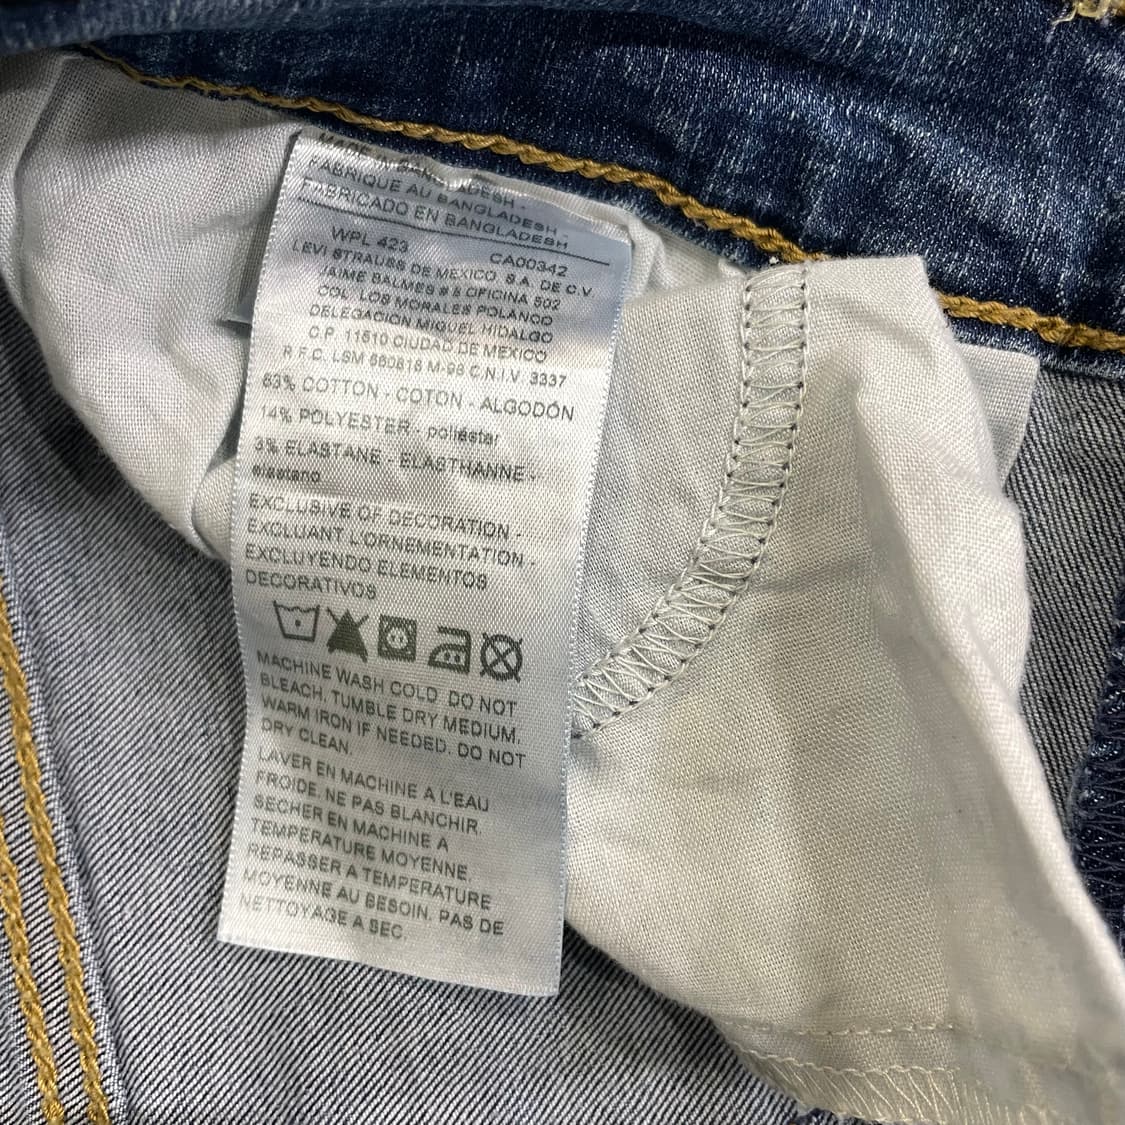 MADE IN BANGLADESH -
FABRIQUE AU BANGLADESH -
FABRICADO EN BANGLADESH
WPL 423 CA00342
LEVI STRAUSS DE MEXICO, S.A. DE C.V.
JAIME BALMES # 8 OFICINA 502
COL. LOS MORALES POLANCO
DELEGACION MIGUEL HIDALGO
C.P. 11510 CIUDAD DE MEXICO
R.F.C. LSM C.N.I.V. 3337
83% COTTON - COTON - ALGODÓN
14% POLYESTER - poliéster
3% ELASTANE - ELASTHANNE -
elastano
EXCLUSIVE OF DECORATION -
EXCLUANT L'ORNEMENTATION -
EXCLUYENDO ELEMENTOS
DECORATIVOS
MACHINE WASH COLD. DO NOT
BLEACH. TUMBLE DRY MEDIUM.
WARM IRON IF NEEDED. DO NOT
DRY CLEAN.
LAVER EN MACHINE A L'EAU
FROIDE. NE PAS BLANCHIR.
SECHER EN MACHINE A
TEMPERATURE MOYENNE.
REPASSER A TEMPERATURE
MOYENNE AU BESOIN. PAS DE
NETTOYAGE A SEC.